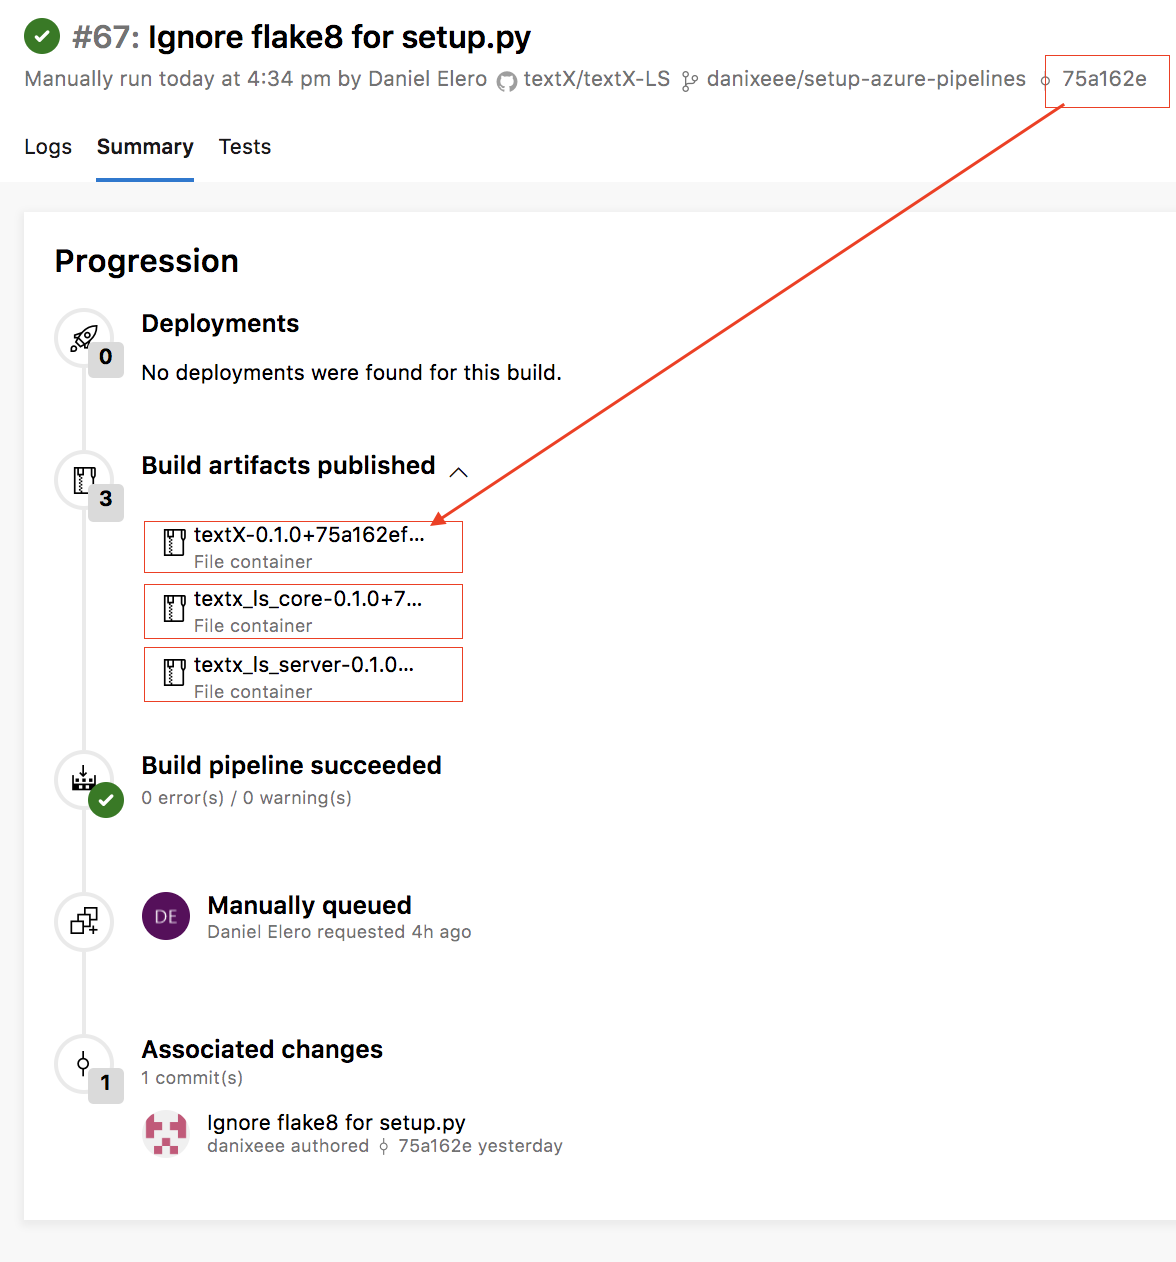 #67: Ignore flake8 for setup.py
Manually run today at 4:34 pm by Daniel Elero textX/textX-LS danixeee/setup-azure-pipelines 75a162e
Logs Summary Tests
Progression
Deployments
0
No deployments were found for this build.
Build artifacts published
3
textX-0.1.0+75a162ef...
File container
textx_ls_core-0.1.0+7...
File container
textx_ls_server-0.1.0...
File container
Build pipeline succeeded
0 error(s) / 0 warning(s)
DE
Manually queued
Daniel Elero requested 4h ago
Associated changes
1
1 commit(s)
Ignore flake8 for setup.py
danixeee authored 75a162e yesterday